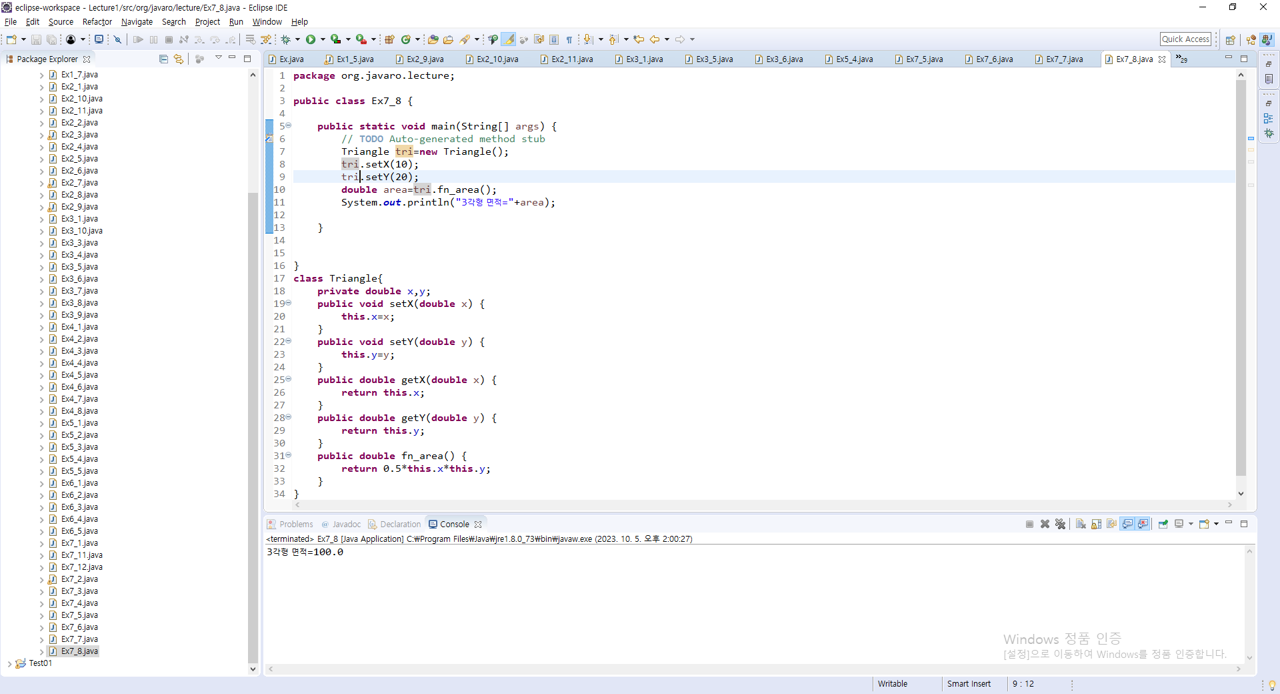 eclipse-workspace - Lecture1/src/org/javaro/lecture/Ex7_8.java - Eclipse IDE
File Edit Source Refactor Navigate Search Project Run Window Help
Quick Access
Package Explorer
Ex.java Ex1_5.java Ex2_9.java Ex2_10.java Ex2_11.java Ex3_1.java Ex3_5.java Ex3_6.java Ex5_4.java Ex7_5.java Ex7_6.java Ex7_7.java Ex7_8.java »29
Ex1_7.java
Ex2_1.java
Ex2_10.java
Ex2_11.java
Ex2_2.java
Ex2_3.java
Ex2_4.java
Ex2_5.java
Ex2_6.java
Ex2_7.java
Ex2_8.java
Ex2_9.java
Ex3_1.java
Ex3_10.java
Ex3_3.java
Ex3_4.java
Ex3_5.java
Ex3_6.java
Ex3_7.java
Ex3_8.java
Ex3_9.java
Ex4_1.java
Ex4_2.java
Ex4_3.java
Ex4_4.java
Ex4_5.java
Ex4_6.java
Ex4_7.java
Ex4_8.java
Ex5_1.java
Ex5_2.java
Ex5_3.java
Ex5_4.java
Ex5_5.java
Ex6_1.java
Ex6_2.java
Ex6_3.java
Ex6_4.java
Ex6_5.java
Ex7_1.java
Ex7_11.java
Ex7_12.java
Ex7_2.java
Ex7_3.java
Ex7_4.java
Ex7_5.java
Ex7_6.java
Ex7_7.java
Ex7_8.java
Test01
1 package org.javaro.lecture;
2
3 public class Ex7_8 {
4
5 public static void main(String[] args) {
6 // TODO Auto-generated method stub
7 Triangle tri=new Triangle();
8 tri.setX(10);
9 tri.setY(20);
10 double area=tri.fn_area();
11 System.out.println("3각형 면적="+area);
12
13 }
14
15
16 }
17 class Triangle{
18 private double x,y;
19 public void setX(double x) {
20 this.x=x;
21 }
22 public void setY(double y) {
23 this.y=y;
24 }
25 public double getX(double x) {
26 return this.x;
27 }
28 public double getY(double y) {
29 return this.y;
30 }
31 public double fn_area() {
32 return 0.5*this.x*this.y;
33 }
34 }
Problems Javadoc Declaration Console
<terminated> Ex7_8 [Java Application] C:₩Program Files₩Java₩jre1.8.0_73₩bin₩javaw.exe (2023. 10. 5. 오후 2:00:27)
3각형 면적=100.0
Windows 정품 인증
[설정]으로 이동하여 Windows를 정품 인증합니다.
Writable Smart Insert 9 : 12